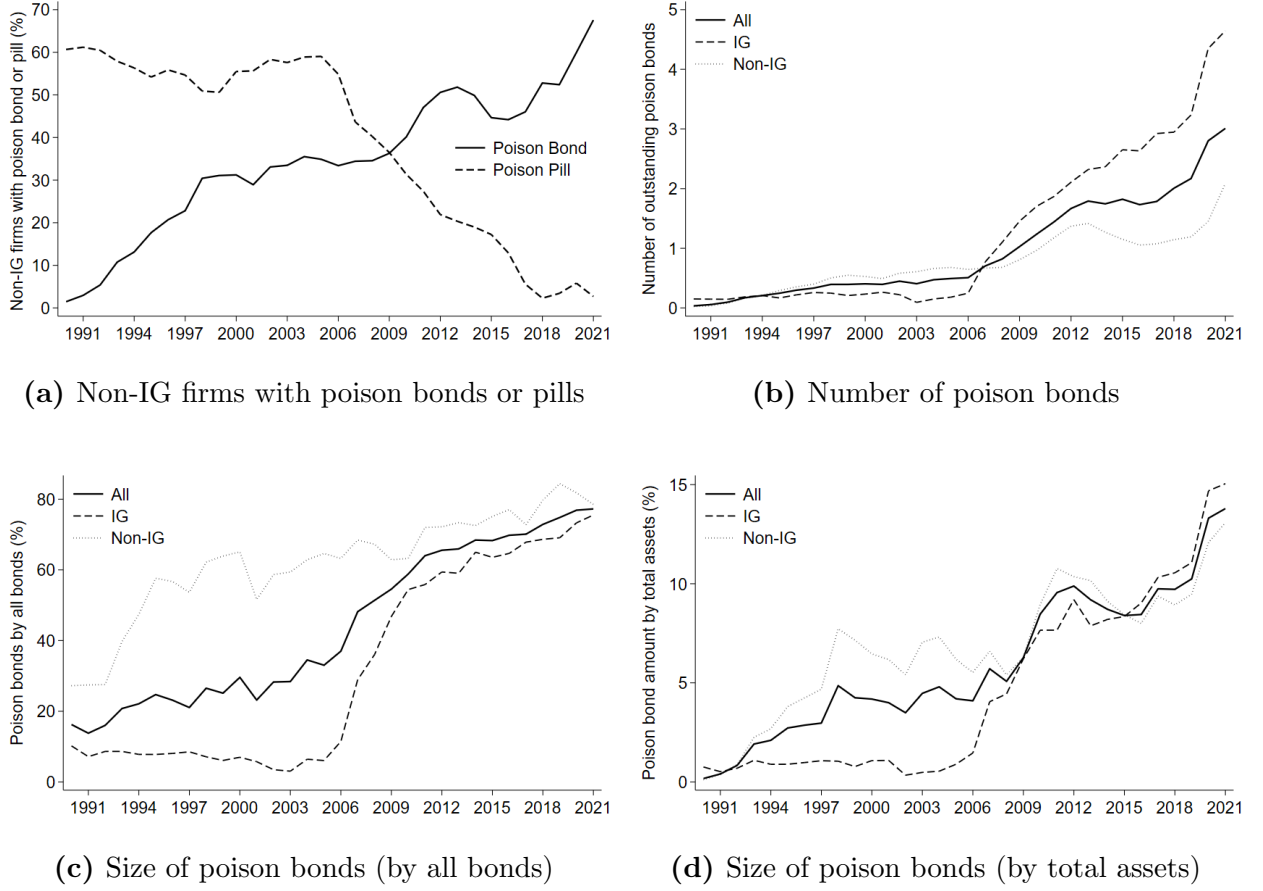 Non-IG firms with poison bond or pill (%)
70
60
50
40
30
20
10
0
Poison Bond
Poison Pill
1991 1994 1997 2000 2003 2006 2009 2012 2015 2018 2021
(a) Non-IG firms with poison bonds or pills
Number of outstanding poison bonds
5
4
3
2
1
0
All
IG
Non-IG
1991 1994 1997 2000 2003 2006 2009 2012 2015 2018 2021
(b) Number of poison bonds
Poison bonds by all bonds (%)
80
60
40
20
0
All
IG
Non-IG
1991 1994 1997 2000 2003 2006 2009 2012 2015 2018 2021
(c) Size of poison bonds (by all bonds)
Poison bond amount by total assets (%)
15
10
5
0
All
IG
Non-IG
1991 1994 1997 2000 2003 2006 2009 2012 2015 2018 2021
(d) Size of poison bonds (by total assets)